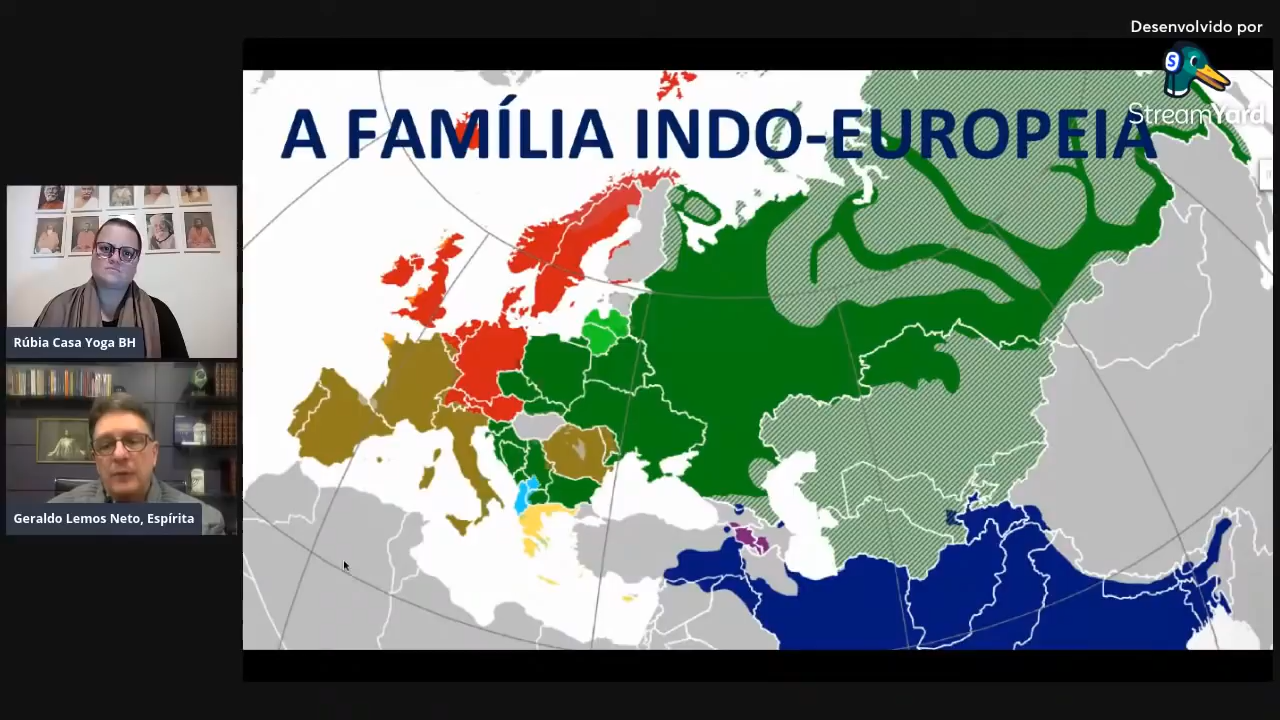 Desenvolvido por
S
StreamYard
A FAMÍLIA INDO-EUROPEIA
Rúbia Casa Yoga BH
Geraldo Lemos Neto, Espírita